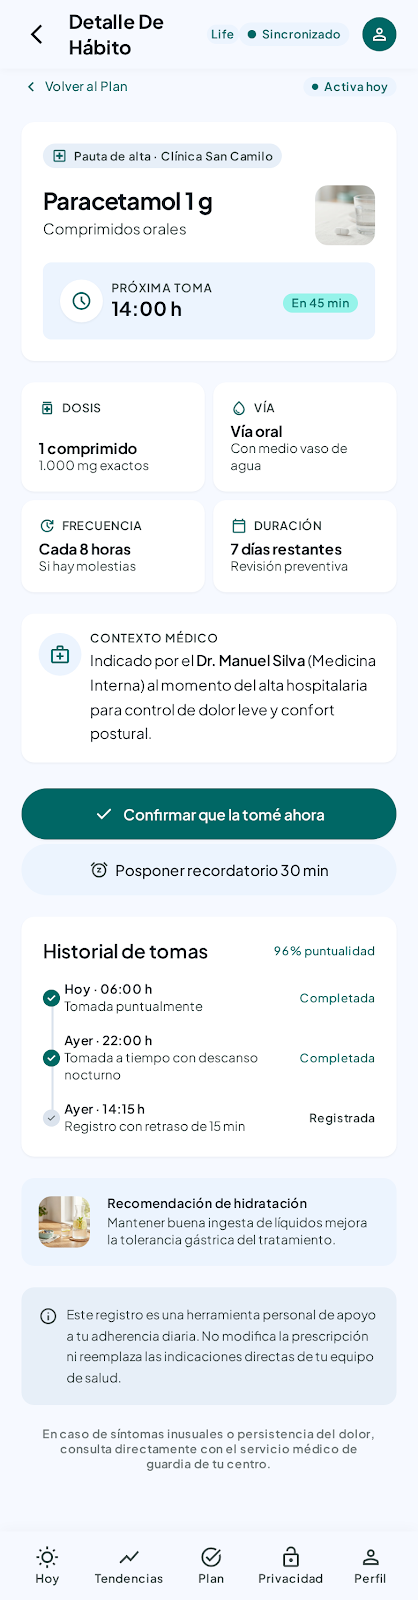 Detalle De
Hábito
Life
Sincronizado
Volver al Plan
Activa hoy
Pauta de alta · Clínica San Camilo
Paracetamol 1 g
Comprimidos orales
PRÓXIMA TOMA
14:00 h
En 45 min
DOSIS
1 comprimido
1.000 mg exactos
VÍA
Vía oral
Con medio vaso de
agua
FRECUENCIA
Cada 8 horas
Si hay molestias
DURACIÓN
7 días restantes
Revisión preventiva
CONTEXTO MÉDICO
Indicado por el Dr. Manuel Silva (Medicina
Interna) al momento del alta hospitalaria
para control de dolor leve y confort
postural.
Confirmar que la tomé ahora
Posponer recordatorio 30 min
Historial de tomas
96% puntualidad
Hoy · 06:00 h
Tomada puntualmente
Completada
Ayer · 22:00 h
Tomada a tiempo con descanso
nocturno
Completada
Ayer · 14:15 h
Registro con retraso de 15 min
Registrada
Recomendación de hidratación
Mantener buena ingesta de líquidos mejora
la tolerancia gástrica del tratamiento.
Este registro es una herramienta personal de apoyo
a tu adherencia diaria. No modifica la prescripción
ni reemplaza las indicaciones directas de tu equipo
de salud.
En caso de síntomas inusuales o persistencia del dolor,
consulta directamente con el servicio médico de
guardia de tu centro.
Hoy
Tendencias
Plan
Privacidad
Perfil